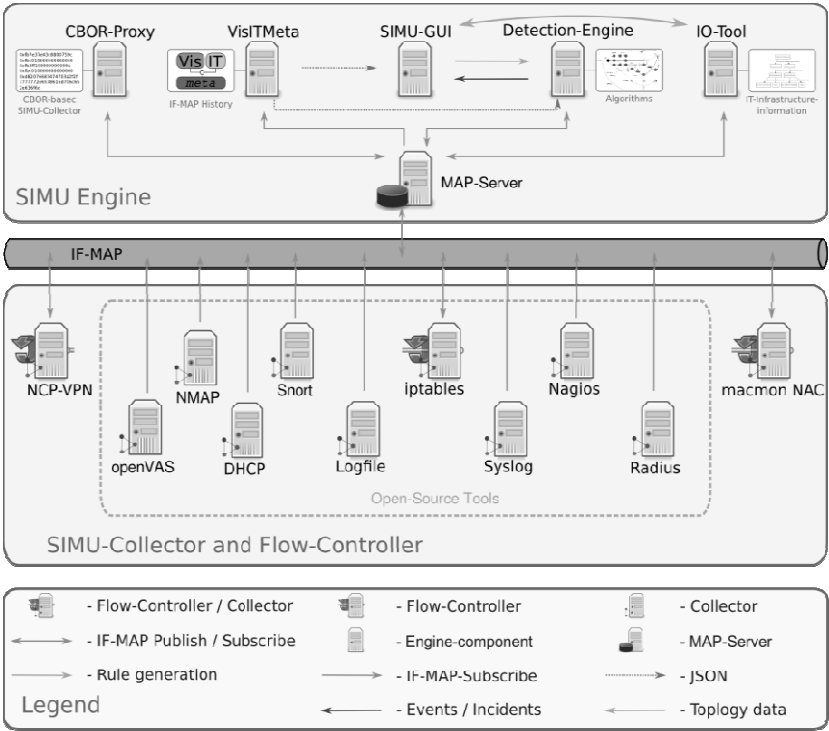 CBOR-Proxy
VisITMeta
SIMU-GUI
Detection-Engine
IO-Tool
Vis IT
meta
CBOR-basec
SIMU-Collector
IF-MAP History
Algorithms
IT-Infrastructure-
information
MAP-Server
SIMU Engine
IF-MAP
NCP-VPN
NMAP
Snort
iptables
Nagios
macmon NAC
openVAS
DHCP
Logfile
Syslog
Radius
Open-Source Tools
SIMU-Collector and Flow-Controller
- Flow-Controller / Collector
- Flow-Controller
- Collector
- IF-MAP Publish / Subscribe
- Engine-component
- MAP-Server
- Rule generation
- IF-MAP-Subscribe
- JSON
Legend
- Events / Incidents
- Toplogy data